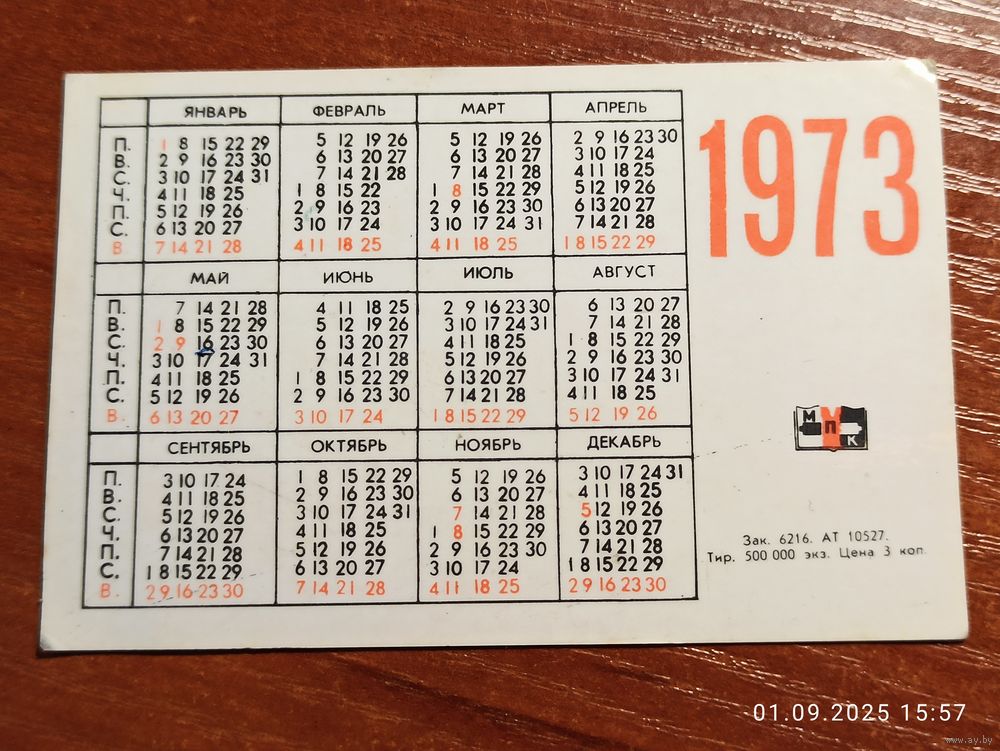 ЯНВАРЬ ФЕВРАЛЬ МАРТ АПРЕЛЬ
П. 1 8 15 22 29 5 12 19 26 5 12 19 26 2 9 16 23 30
В. 2 9 16 23 30 6 13 20 27 6 13 20 27 3 10 17 24
С. 3 10 17 24 31 7 14 21 28 7 14 21 28 4 11 18 25
Ч. 4 11 18 25 1 8 15 22 1 8 15 22 29 5 12 19 26
П. 5 12 19 26 2 9 16 23 2 9 16 23 30 6 13 20 27
С. 6 13 20 27 3 10 17 24 3 10 17 24 31 7 14 21 28
В. 7 14 21 28 4 11 18 25 4 11 18 25 1 8 15 22 29
1973
МАЙ ИЮНЬ ИЮЛЬ АВГУСТ
П. 7 14 21 28 4 11 18 25 2 9 16 23 30 6 13 20 27
В. 1 8 15 22 29 5 12 19 26 3 10 17 24 31 7 14 21 28
С. 2 9 16 23 30 6 13 20 27 4 11 18 25 1 8 15 22 29
Ч. 3 10 17 24 31 7 14 21 28 5 12 19 26 2 9 16 23 30
П. 4 11 18 25 1 8 15 22 29 6 13 20 27 3 10 17 24 31
С. 5 12 19 26 2 9 16 23 30 7 14 21 28 4 11 18 25
В. 6 13 20 27 3 10 17 24 1 8 15 22 29 5 12 19 26
СЕНТЯБРЬ ОКТЯБРЬ НОЯБРЬ ДЕКАБРЬ
П. 3 10 17 24 1 8 15 22 29 5 12 19 26 3 10 17 24 31
В. 4 11 18 25 2 9 16 23 30 6 13 20 27 4 11 18 25
С. 5 12 19 26 3 10 17 24 31 7 14 21 28 5 12 19 26
Ч. 6 13 20 27 4 11 18 25 1 8 15 22 29 6 13 20 27
П. 7 14 21 28 5 12 19 26 2 9 16 23 30 7 14 21 28
С. 1 8 15 22 29 6 13 20 27 3 10 17 24 1 8 15 22 29
В. 2 9 16 23 30 7 14 21 28 4 11 18 25 2 9 16 23 30
М П К
Зак. 6216. АТ 10527.
Тир. 500 000 экз. Цена 3 коп.
01.09.2025 15:57
www.ay.by